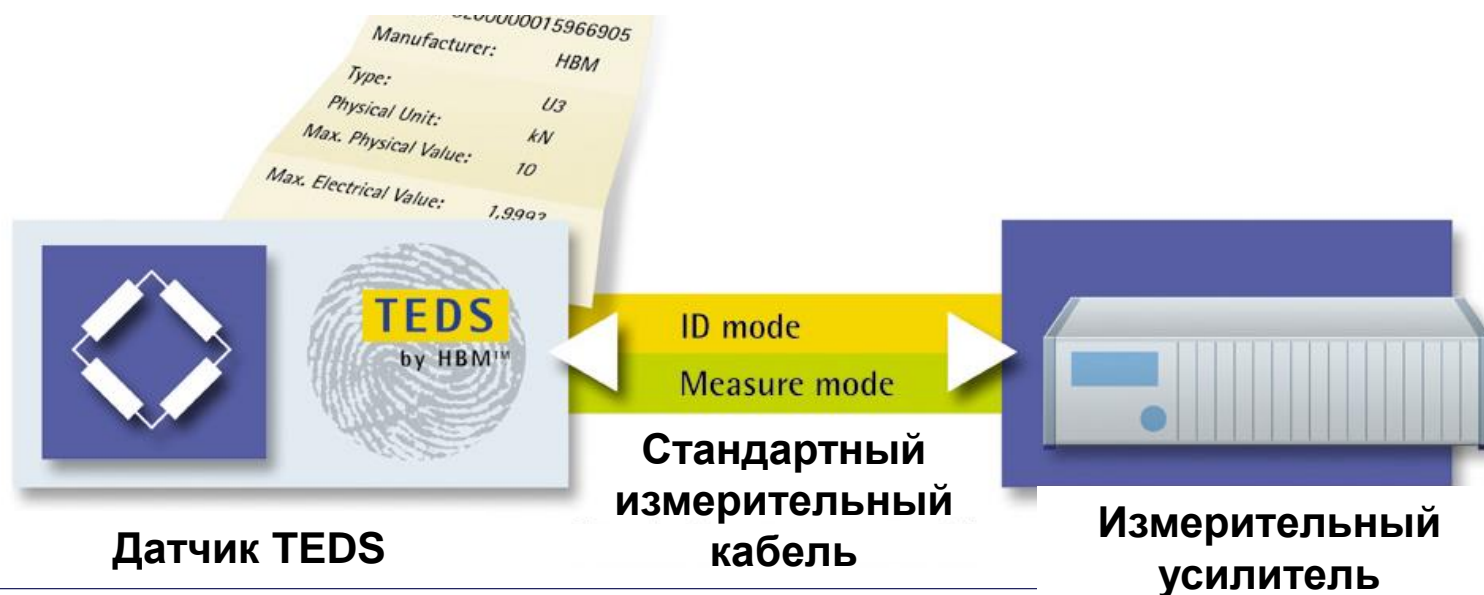 Manufacturer: HBM
Type: U3
Physical Unit: kN
Max. Physical Value: 10
Max. Electrical Value:
TEDS
by HBM™
ID mode
Measure mode
Датчик TEDS
Стандартный
измерительный
кабель
Измерительный
усилитель